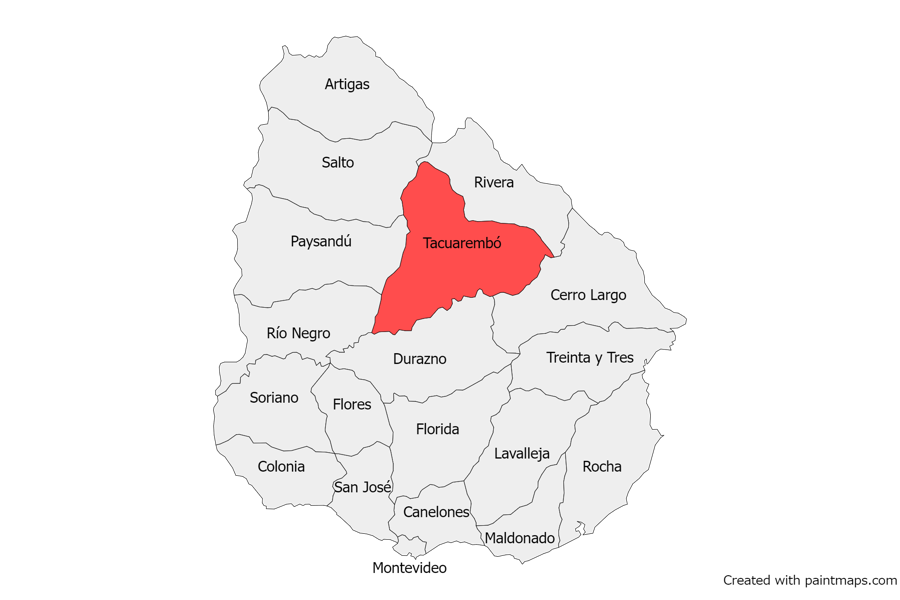 Artigas
Salto
Rivera
Paysandú
Tacuarembó
Cerro Largo
Río Negro
Durazno
Treinta y Tres
Soriano
Flores
Florida
Lavalleja
Colonia
Rocha
San José
Canelones
Maldonado
Montevideo
Created with paintmaps.com